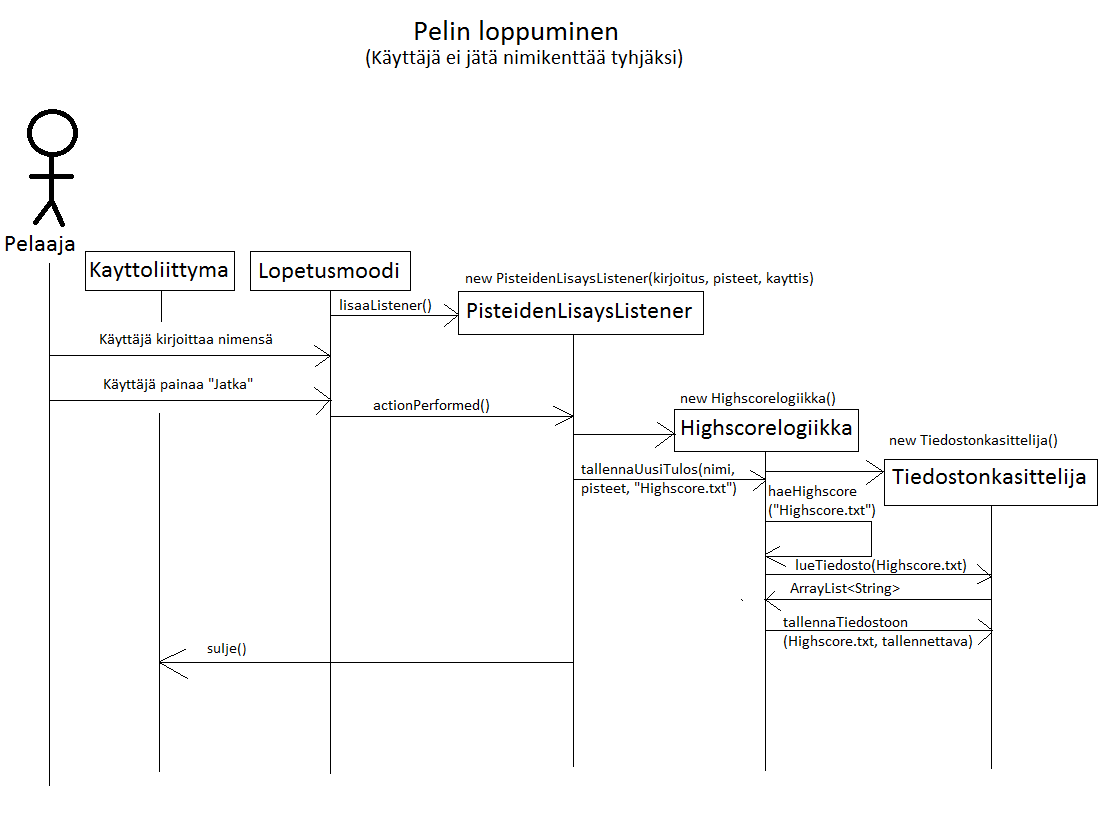 Pelin loppuminen
(Käyttäjä ei jätä nimikenttää tyhjäksi)
Pelaaja
Kayttoliittyma
Lopetusmoodi
new PisteidenLisaysListener(kirjoitus, pisteet, kayttis)
lisaaListener()
PisteidenLisaysListener
Käyttäjä kirjoittaa nimensä
Käyttäjä painaa "Jatka"
actionPerformed()
new Highscorelogiikka()
Highscorelogiikka
new Tiedostonkasittelija()
Tiedostonkasittelija
tallennaUusiTulos(nimi,
pisteet, "Highscore.txt")
haeHighscore
("Highscore.txt")
lueTiedosto(Highscore.txt)
ArrayList<String>
tallennaTiedostoon
(Highscore.txt, tallennettava)
sulje()